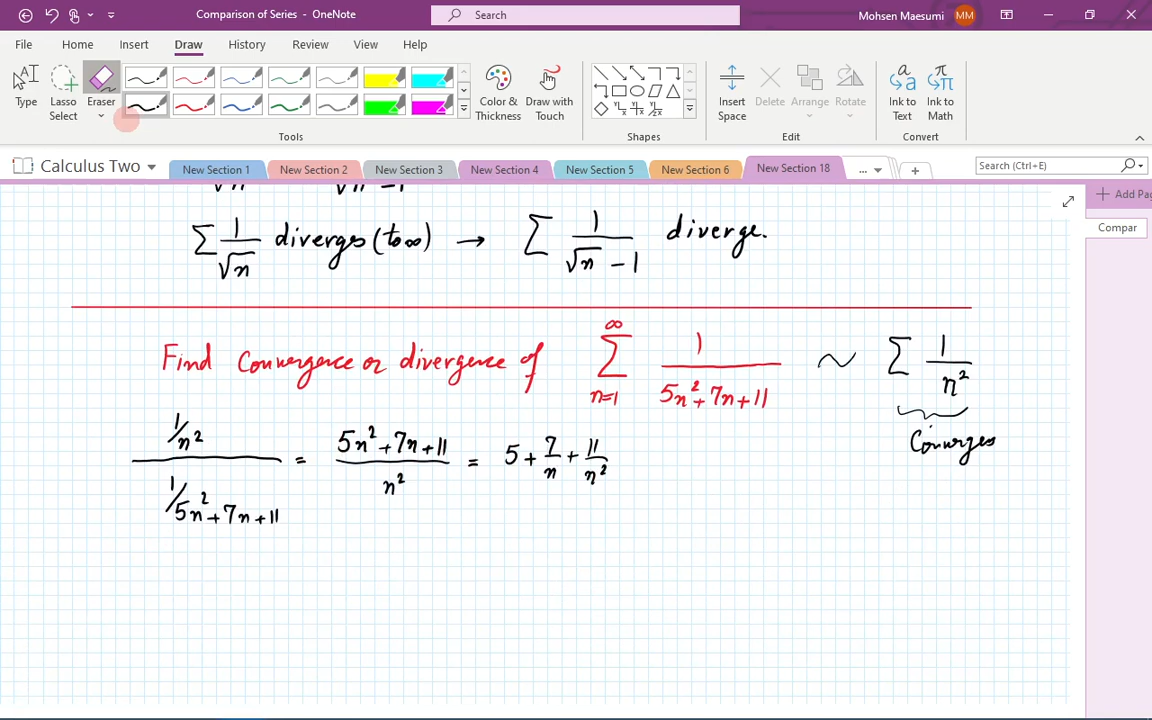 Comparison of Series - OneNote
Search
Mohsen Maesumi MM
File Home Insert Draw History Review View Help
Type Lasso Select Eraser
Color & Thickness Draw with Touch
Insert Space Delete Arrange Rotate
Ink to Text Ink to Math
Tools Shapes Edit Convert
Calculus Two New Section 1 New Section 2 New Section 3 New Section 4 New Section 5 New Section 6 New Section 18 ... Search (Ctrl+E)
Add Pag
Compar
∑ 1/√n diverges (to ∞) → ∑ 1/(√n - 1) diverge.
Find Convergence or divergence of ∑_{n=1}^{∞} 1/(5n²+7n+11) ~ ∑ 1/n²
Converges
(1/n²)/(1/5n²+7n+11) = (5n²+7n+11)/n² = 5 + 7/n + 11/n²